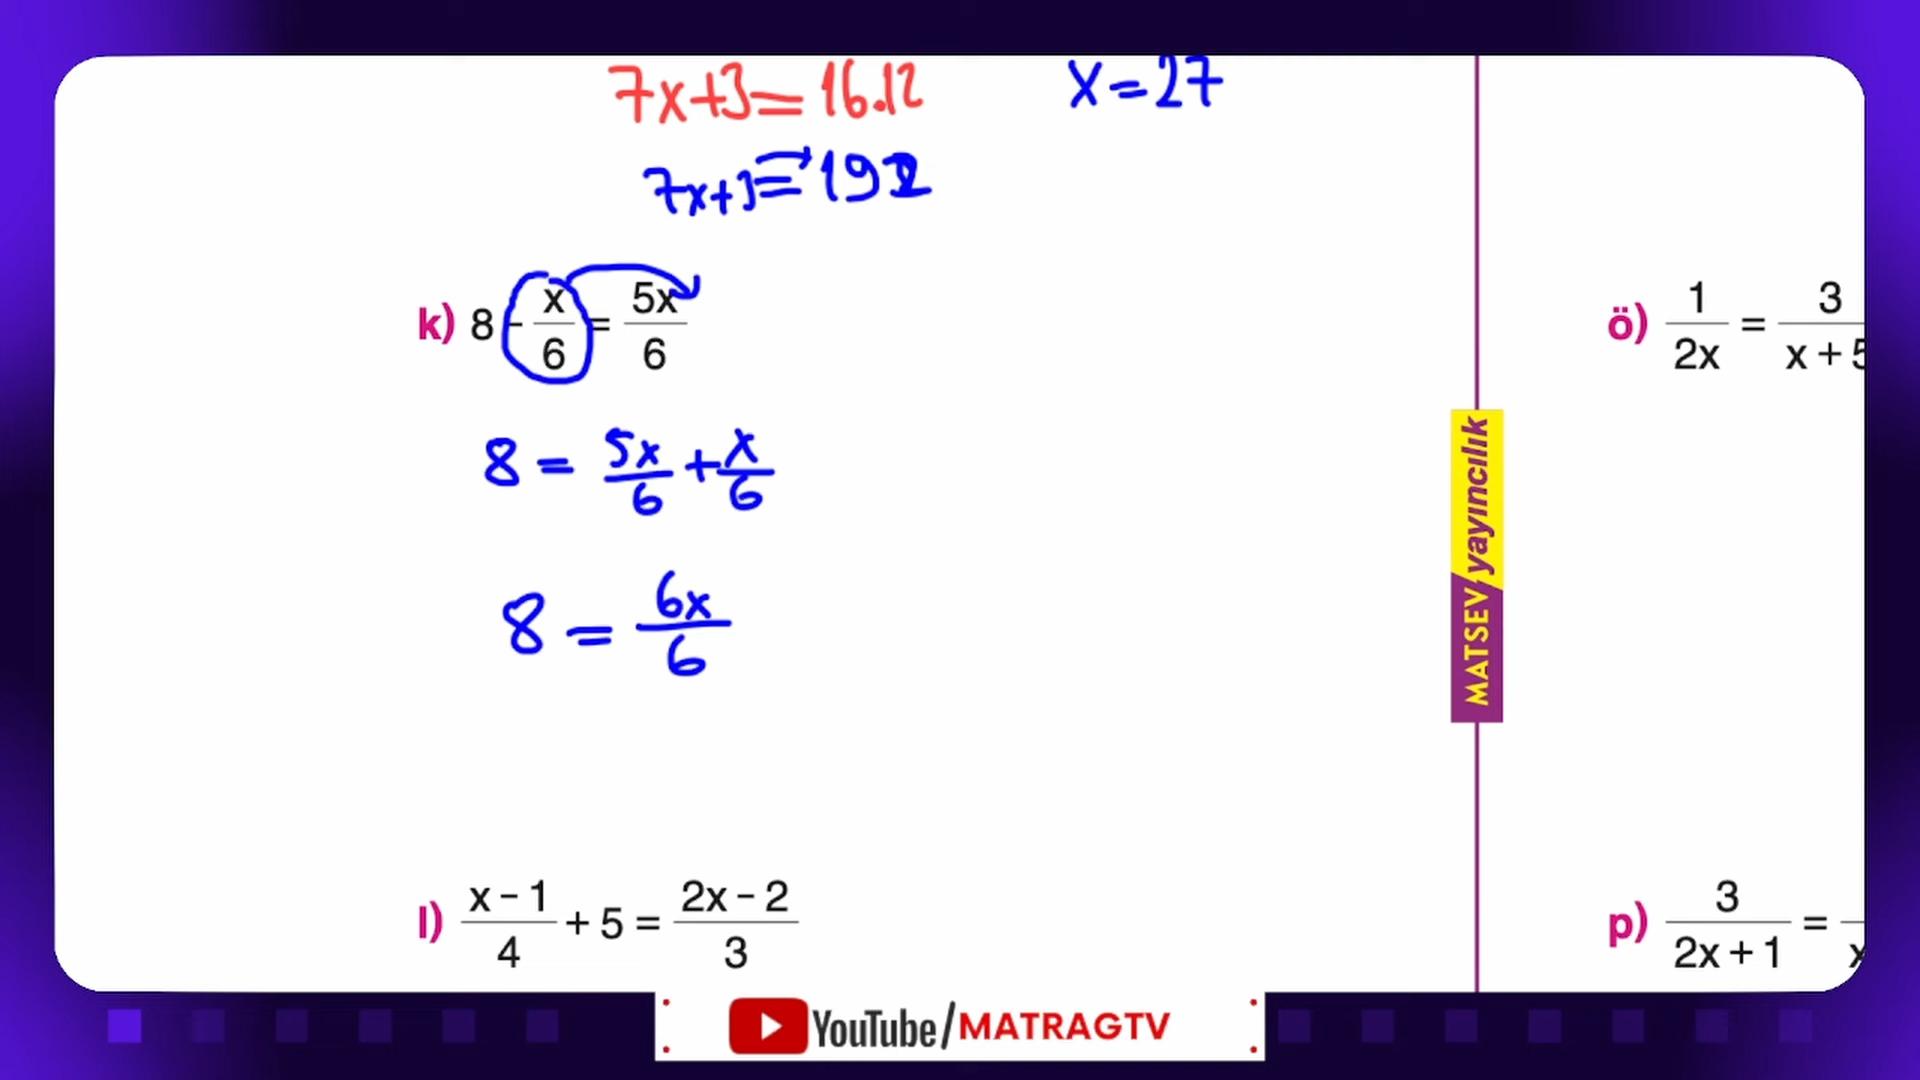 7x+3=16.12
x=27
7x+3=192
k) 8 - x/6 = 5x/6
8 = 5x/6 + x/6
8 = 6x/6
l) x-1/4 + 5 = 2x-2/3
ö) 1/2x = 3/x+5
p) 3/2x+1 = /x
MATSEV yayıncılık
YouTube/MATRAGTV